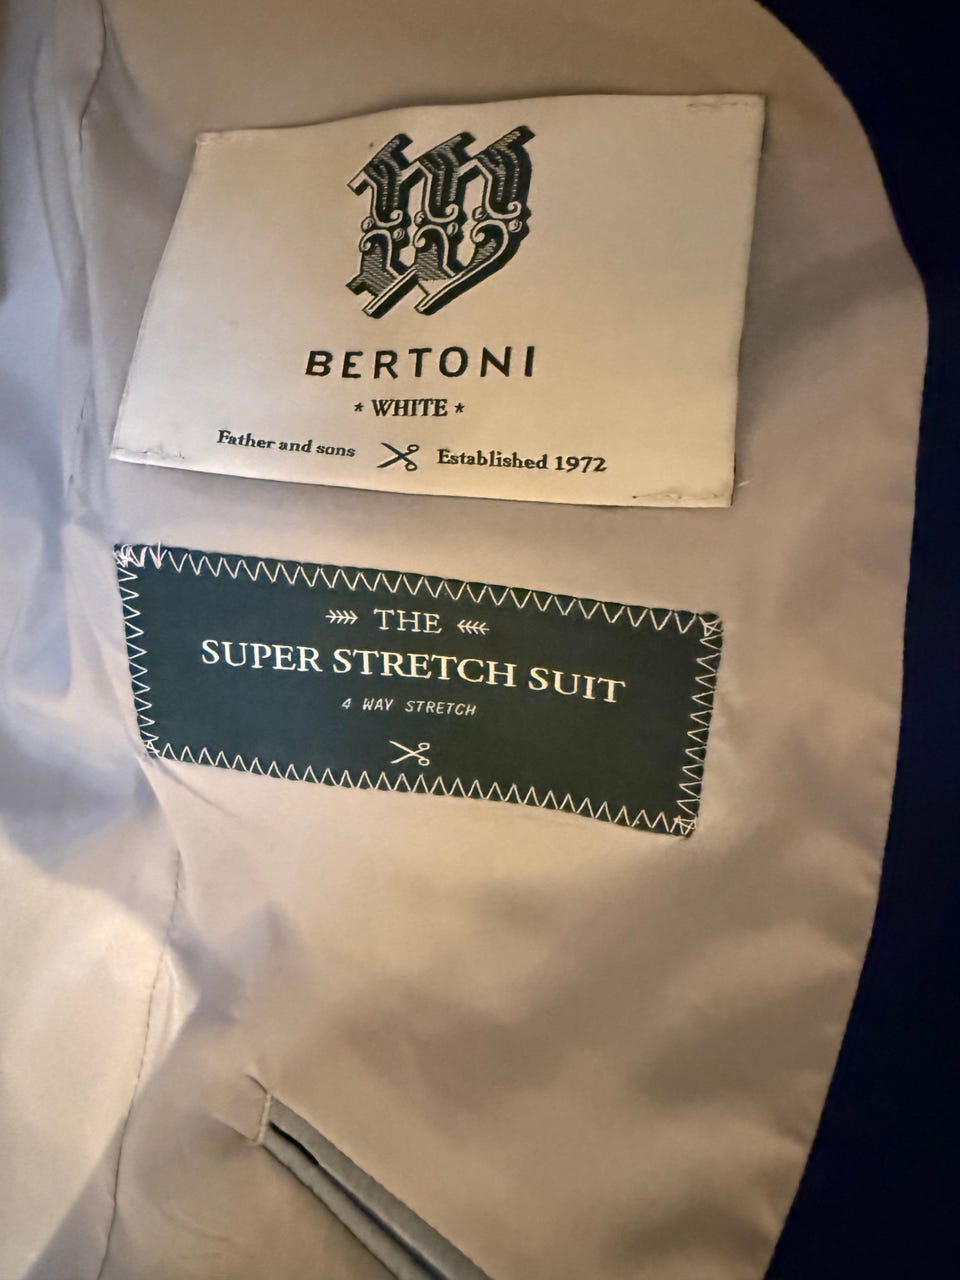 W
BERTONI
* WHITE *
Father and sons Established 1972
THE
SUPER STRETCH SUIT
4 WAY STRETCH